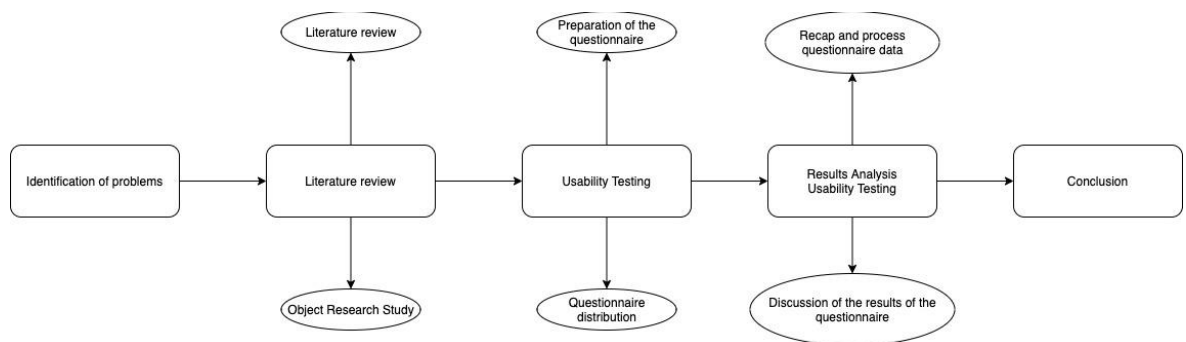 Literature review
Preparation of the
questionnaire
Recap and process
questionnaire data
Identification of problems
Literature review
Usability Testing
Results Analysis
Usability Testing
Conclusion
Object Research Study
Questionnaire
distribution
Discussion of the results of the
questionnaire